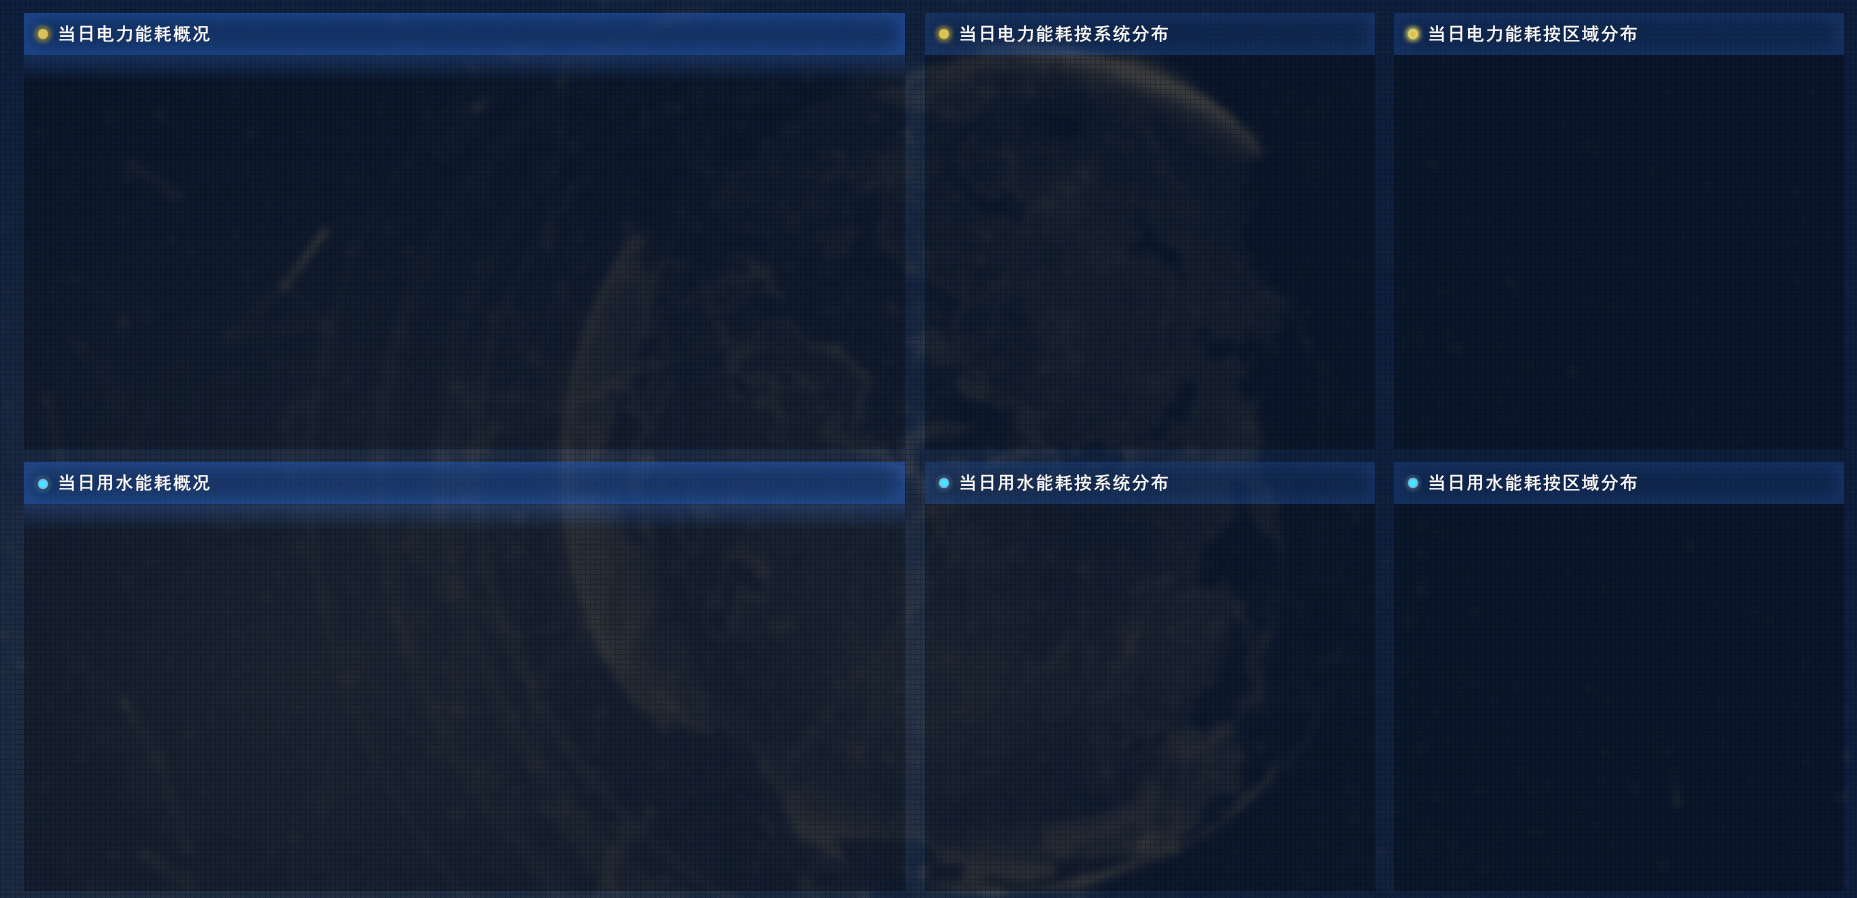 当日电力能耗概况
当日电力能耗按系统分布
当日电力能耗按区域分布
当日用水能耗概况
当日用水能耗按系统分布
当日用水能耗按区域分布